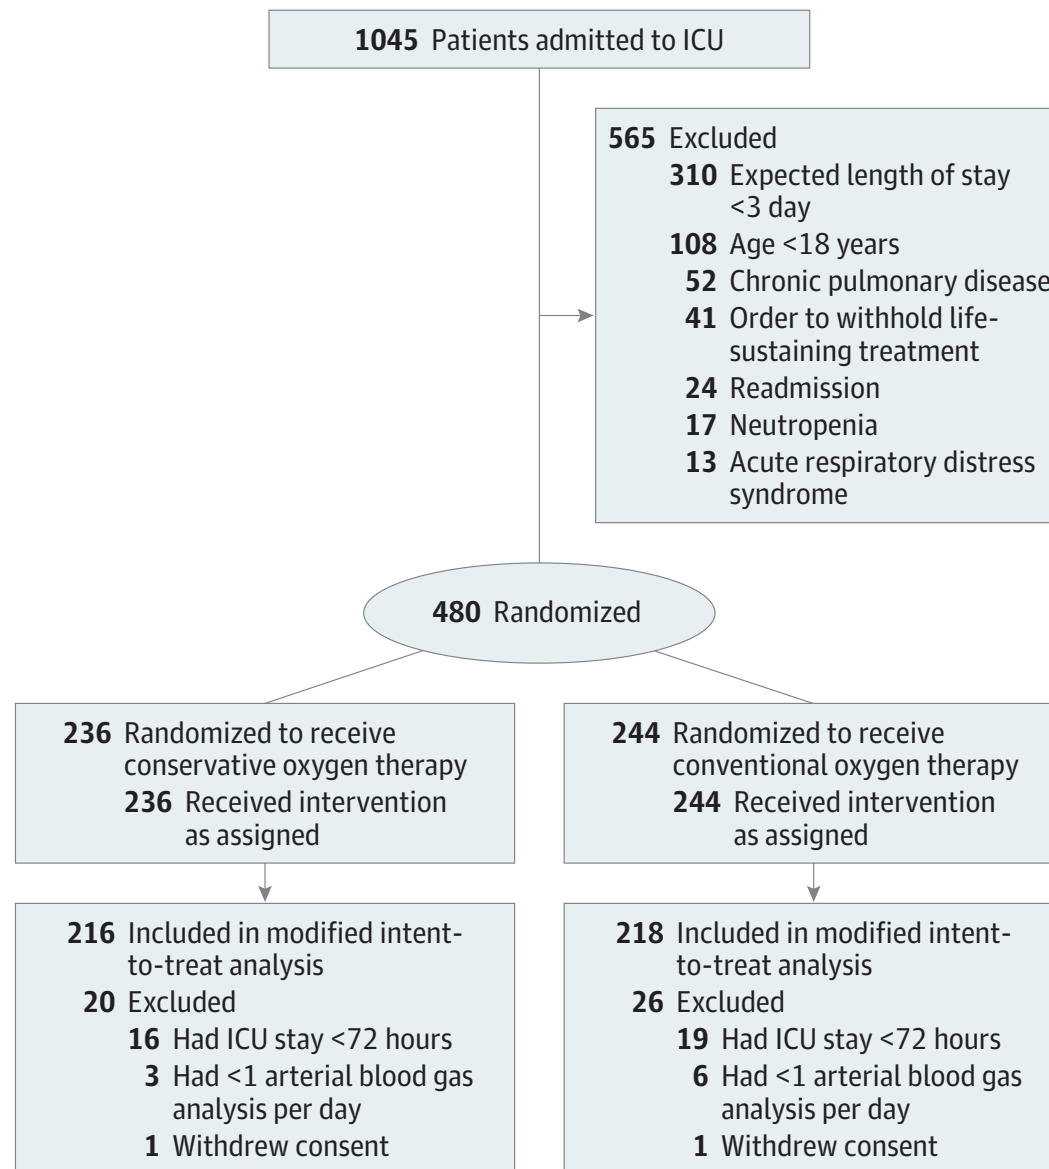 1045 Patients admitted to ICU
565 Excluded
310 Expected length of stay
<3 day
108 Age <18 years
52 Chronic pulmonary disease
41 Order to withhold life-
sustaining treatment
24 Readmission
17 Neutropenia
13 Acute respiratory distress
syndrome
480 Randomized
236 Randomized to receive
conservative oxygen therapy
236 Received intervention
as assigned
244 Randomized to receive
conventional oxygen therapy
244 Received intervention
as assigned
216 Included in modified intent-
to-treat analysis
20 Excluded
16 Had ICU stay <72 hours
3 Had <1 arterial blood gas
analysis per day
1 Withdrew consent
218 Included in modified intent-
to-treat analysis
26 Excluded
19 Had ICU stay <72 hours
6 Had <1 arterial blood gas
analysis per day
1 Withdrew consent